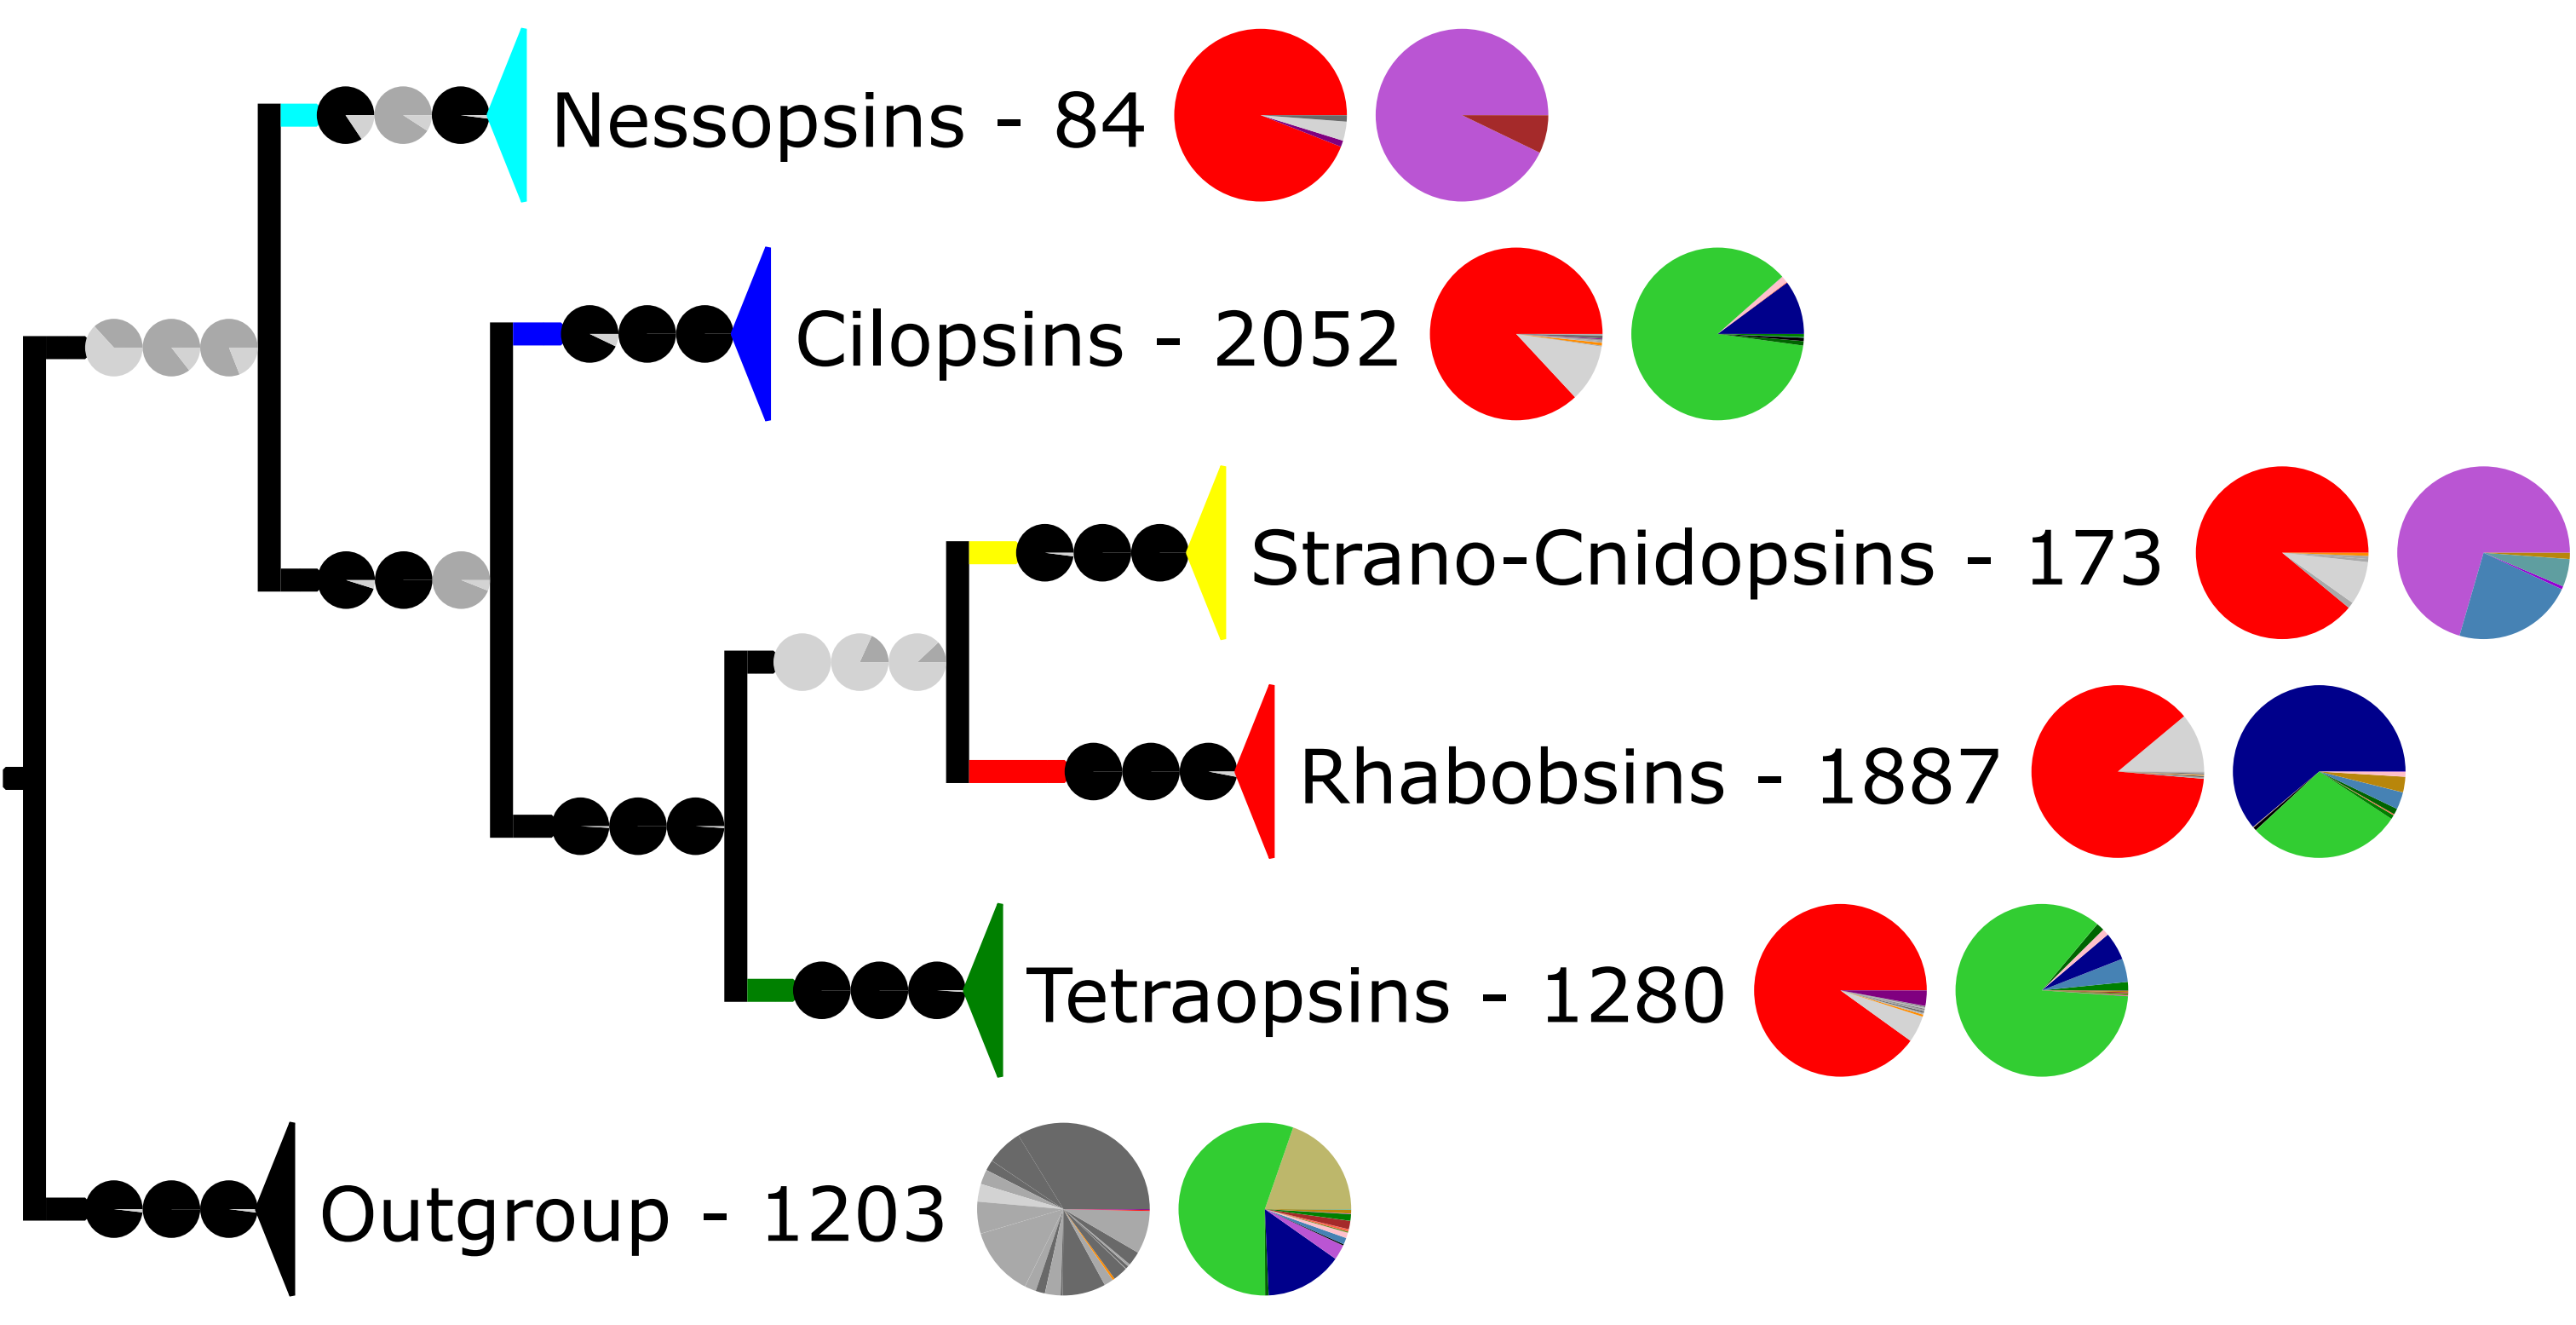 Nessopsins - 84
Cilopsins - 2052
Strano-Cnidopsins - 173
Rhabobsins - 1887
Tetraopsins - 1280
Outgroup - 1203